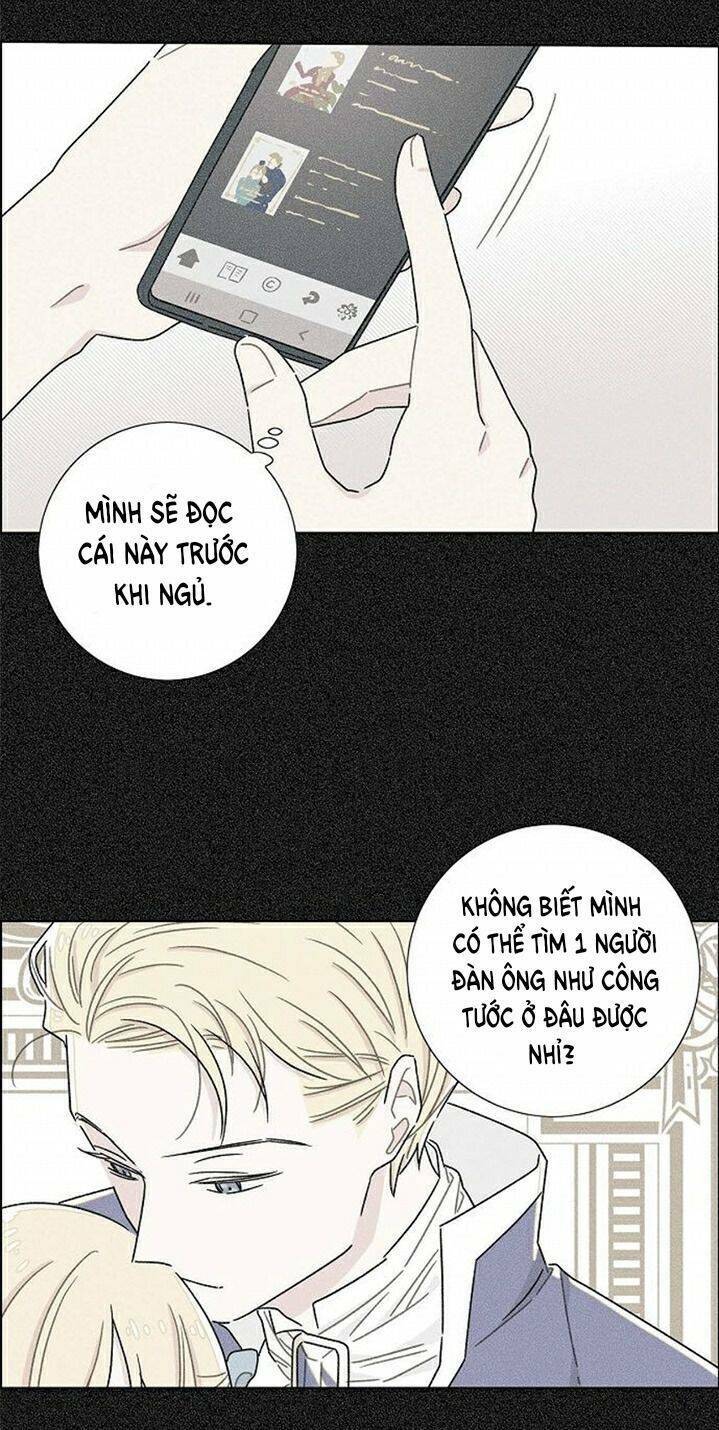 MÌNH SẼ ĐỌC
CÁI NÀY TRƯỚC
KHI NGỦ.
KHÔNG BIẾT MÌNH
CÓ THỂ TÌM 1 NGƯỜI
ĐÀN ÔNG NHƯ CÔNG
TƯỚC Ở ĐÂU ĐƯỢC
NHỈ?